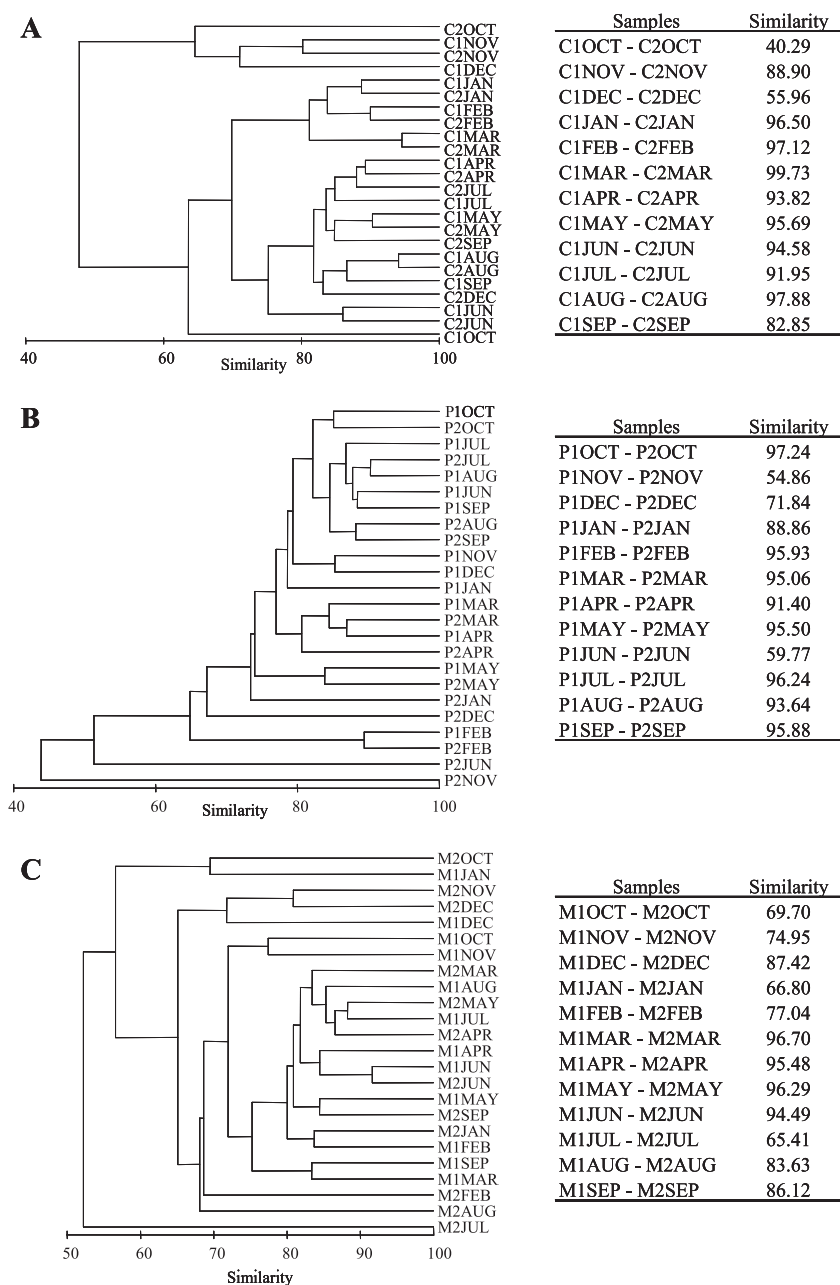 A
C2OCT
C1NOV
C2NOV
C1DEC
C1JAN
C2JAN
C1FEB
C2FEB
C1MAR
C2MAR
C1APR
C2APR
C2JUL
C1JUL
C1MAY
C2MAY
C2SEP
C1AUG
C2AUG
C1SEP
C2DEC
C1JUN
C2JUN
C1OCT
40 60 80 100
Similarity
Samples Similarity
C1OCT - C2OCT 40.29
C1NOV - C2NOV 88.90
C1DEC - C2DEC 55.96
C1JAN - C2JAN 96.50
C1FEB - C2FEB 97.12
C1MAR - C2MAR 99.73
C1APR - C2APR 93.82
C1MAY - C2MAY 95.69
C1JUN - C2JUN 94.58
C1JUL - C2JUL 91.95
C1AUG - C2AUG 97.88
C1SEP - C2SEP 82.85
B
P1OCT
P2OCT
P1JUL
P2JUL
P1AUG
P1JUN
P1SEP
P2AUG
P2SEP
P1NOV
P1DEC
P1JAN
P1MAR
P2MAR
P1APR
P2APR
P1MAY
P2MAY
P2JAN
P2DEC
P1FEB
P2FEB
P2JUN
P2NOV
40 60 80 100
Similarity
Samples Similarity
P1OCT - P2OCT 97.24
P1NOV - P2NOV 54.86
P1DEC - P2DEC 71.84
P1JAN - P2JAN 88.86
P1FEB - P2FEB 95.93
P1MAR - P2MAR 95.06
P1APR - P2APR 91.40
P1MAY - P2MAY 95.50
P1JUN - P2JUN 59.77
P1JUL - P2JUL 96.24
P1AUG - P2AUG 93.64
P1SEP - P2SEP 95.88
C
M2OCT
M1JAN
M2NOV
M2DEC
M1DEC
M1OCT
M1NOV
M2MAR
M1AUG
M2MAY
M1JUL
M2APR
M1APR
M1JUN
M2JUN
M1MAY
M2SEP
M2JAN
M1FEB
M1SEP
M1MAR
M2FEB
M2AUG
M2JUL
50 60 70 80 90 100
Similarity
Samples Similarity
M1OCT - M2OCT 69.70
M1NOV - M2NOV 74.95
M1DEC - M2DEC 87.42
M1JAN - M2JAN 66.80
M1FEB - M2FEB 77.04
M1MAR - M2MAR 96.70
M1APR - M2APR 95.48
M1MAY - M2MAY 96.29
M1JUN - M2JUN 94.49
M1JUL - M2JUL 65.41
M1AUG - M2AUG 83.63
M1SEP - M2SEP 86.12